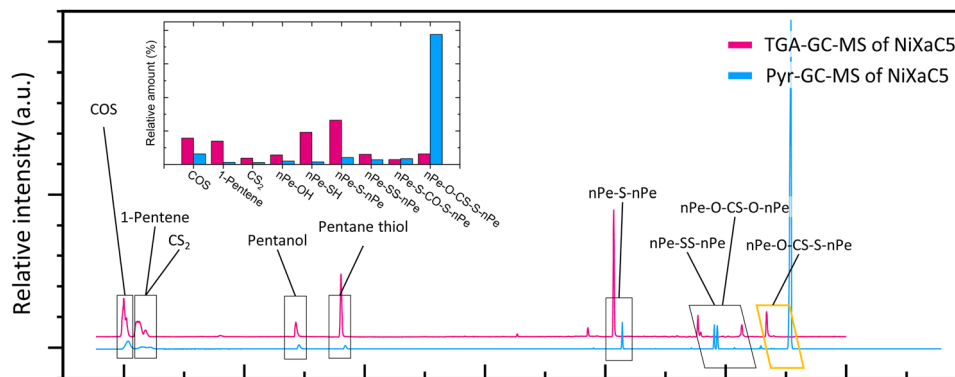 Relative intensity (a.u.)
Relative amount (%)
COS
1-Pentene
CS2
nPe-OH
nPe-SH
nPe-S-nPe
nPe-SS-nPe
nPe-S-CO-S-nPe
nPe-O-CS-S-nPe
TGA-GC-MS of NiXaC5
Pyr-GC-MS of NiXaC5
COS
1-Pentene
CS2
Pentanol
Pentane thiol
nPe-S-nPe
nPe-O-CS-O-nPe
nPe-SS-nPe
nPe-O-CS-S-nPe